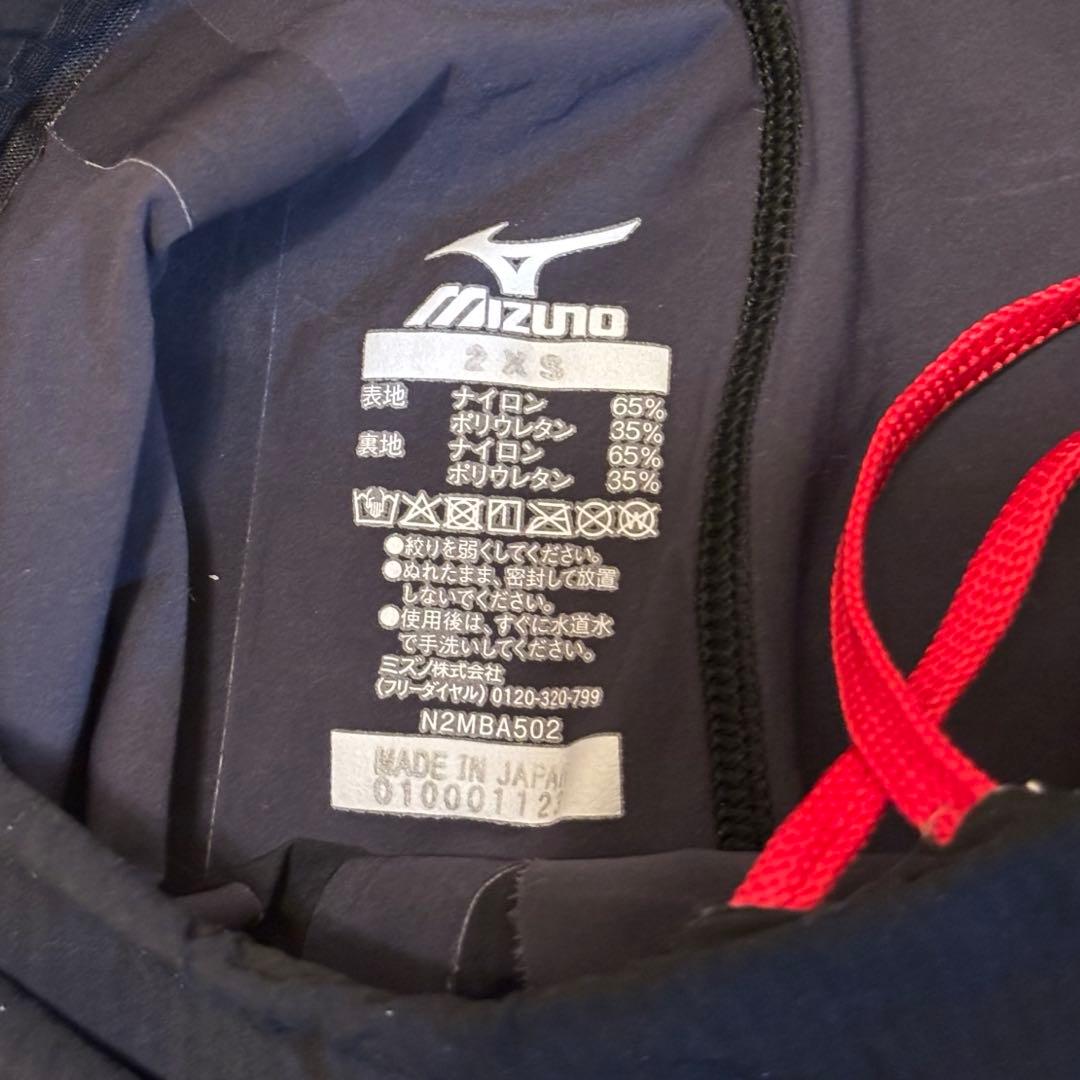 MIZUNO
2XS
表地 ナイロン 65%
ポリウレタン 35%
裏地 ナイロン 65%
ポリウレタン 35%
●絞りを弱くしてください。
●ぬれたまま、密封して放置
しないでください。
●使用後は、すぐに水道水
で手洗いしてください。
ミズノ株式会社
(フリーダイヤル) 0120-320-799
N2MBA502
MADE IN JAPAN